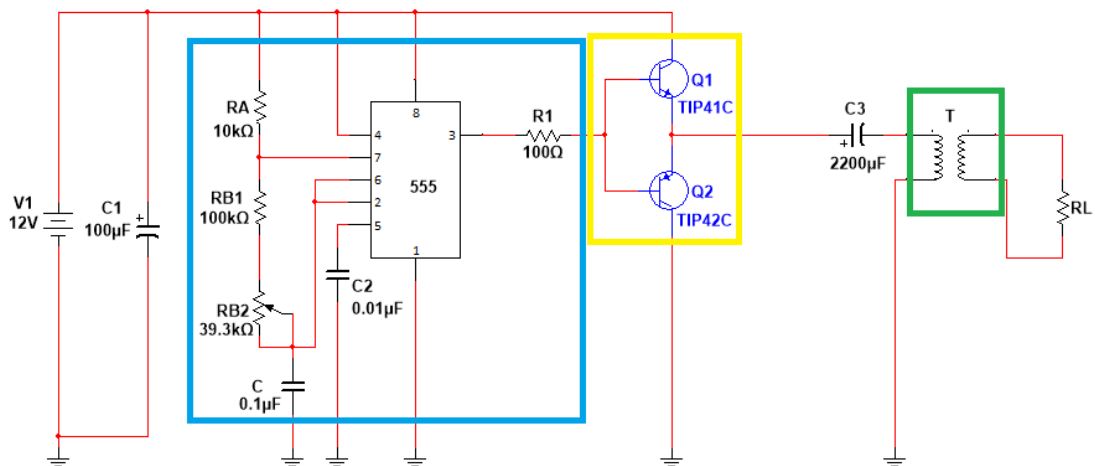 V1
12V
C1
+
100µF
RA
10kΩ
RB1
100kΩ
RB2
39.3kΩ
C
0.1µF
C2
0.01µF
8
4
7
6
2
5
3
1
555
R1
100Ω
Q1
TIP41C
Q2
TIP42C
C3
+
2200µF
T
RL